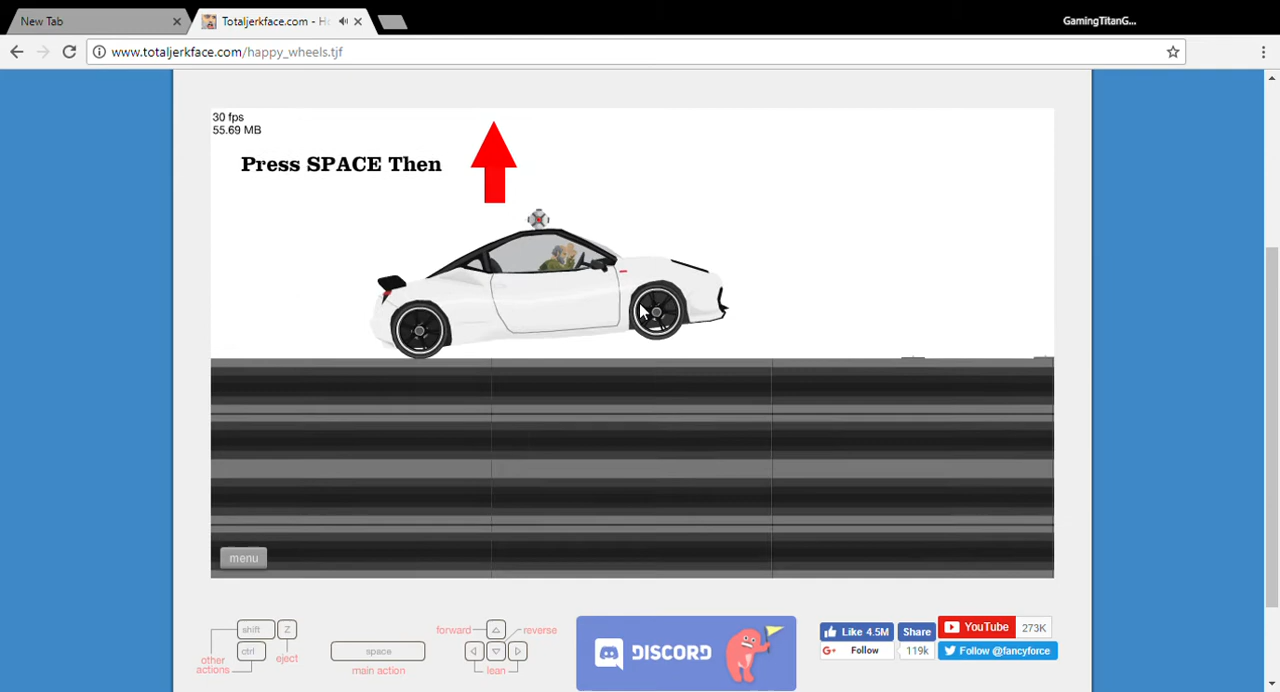 New Tab
Totaljerkface.com - H
GamingTitanG...
www.totaljerkface.com/happy_wheels.tjf
30 fps
55.69 MB
Press SPACE Then
menu
shift Z
ctrl
other
actions
eject
space
main action
forward
reverse
lean
DISCORD
Like 4.5M Share
YouTube 273K
G+ Follow 119k
Follow @fancyforce